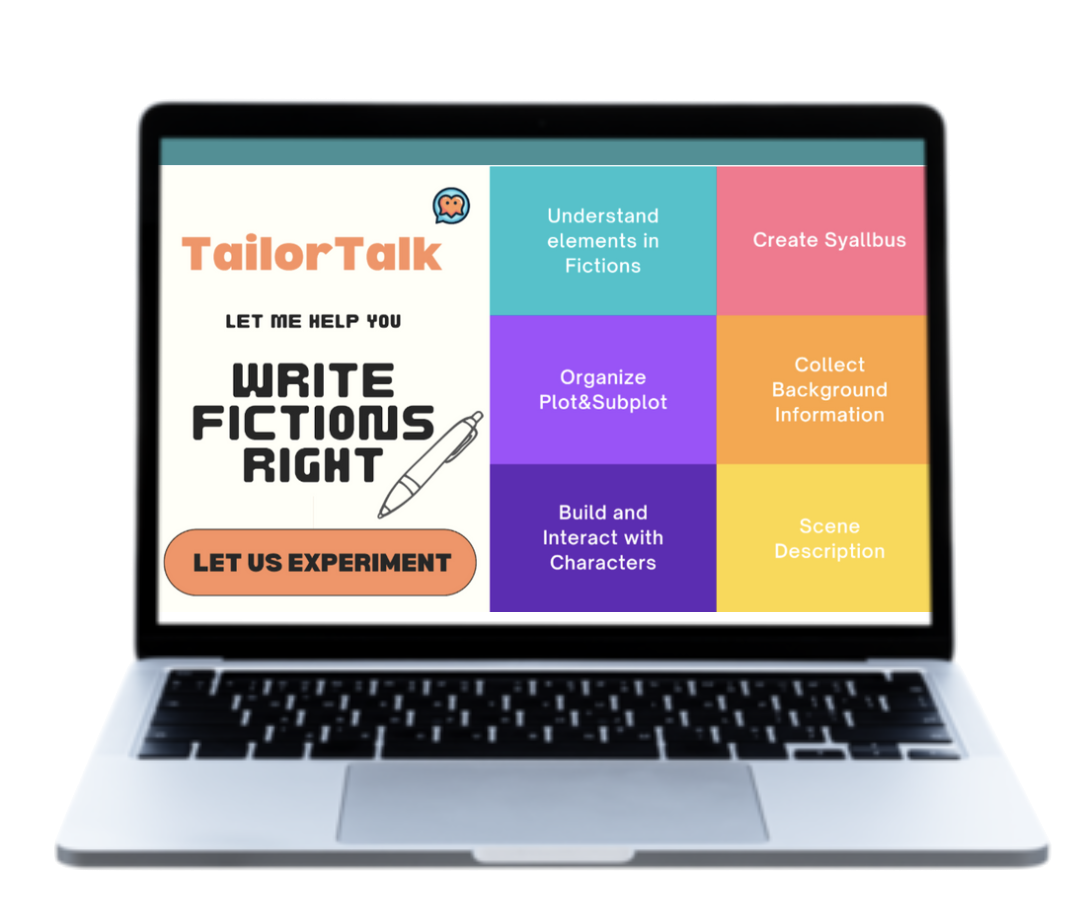 TailorTalk
LET ME HELP YOU
WRITE
FICTIONS
RIGHT
LET US EXPERIMENT
Understand
elements in
Fictions
Create Syallbus
Organize
Plot&Subplot
Collect
Background
Information
Build and
Interact with
Characters
Scene
Description